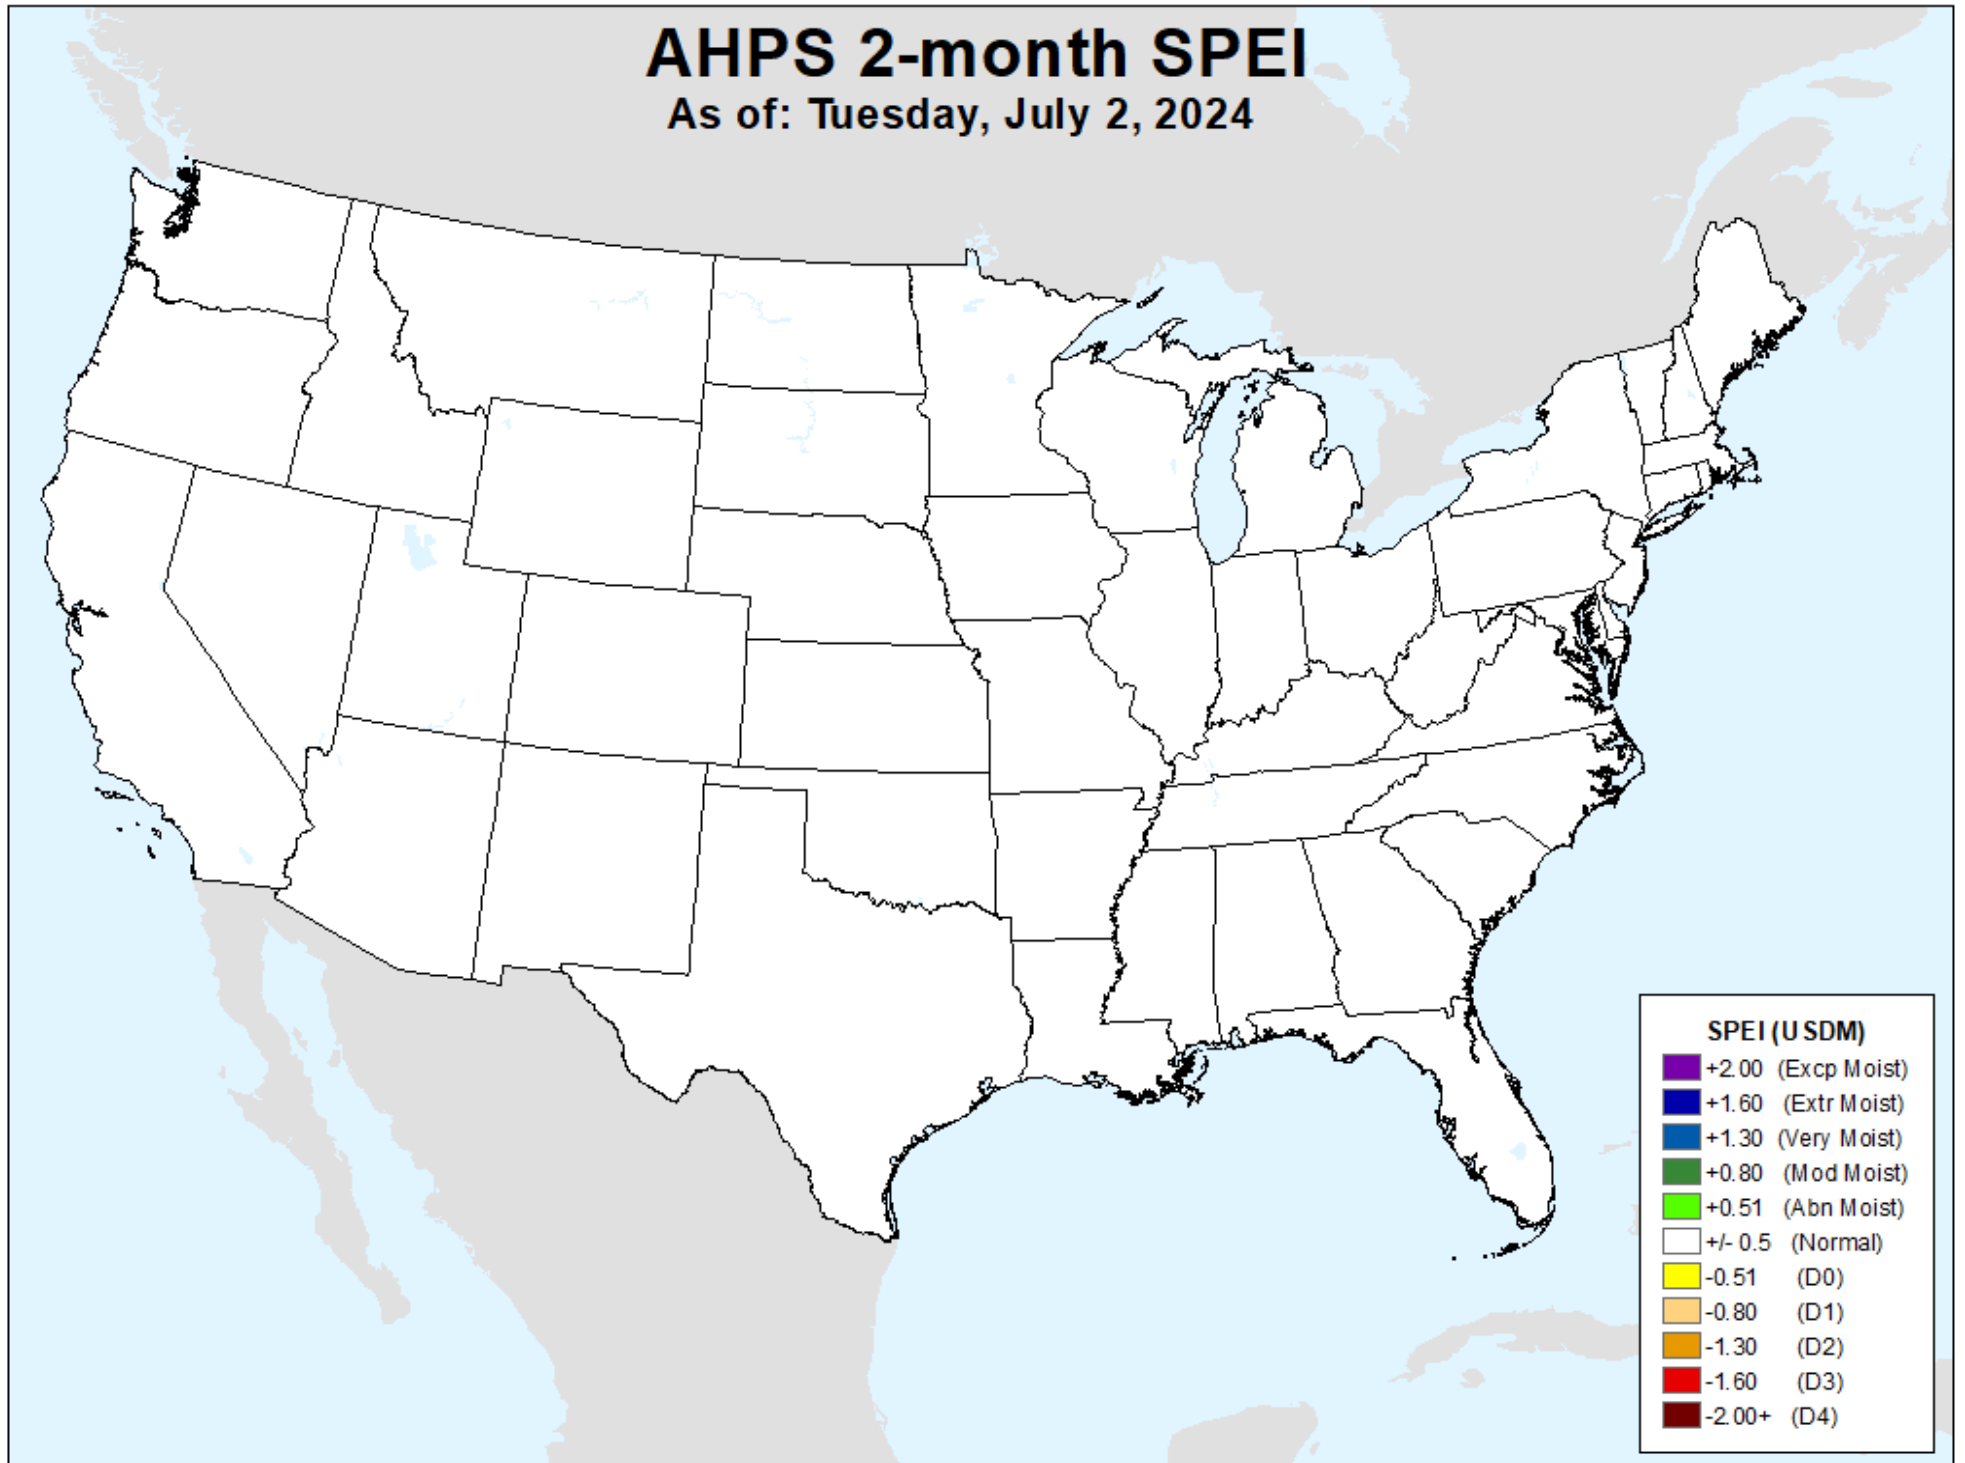 AHPS 2-month SPEI
As of: Tuesday, July 2, 2024
SPEI (USDM)
+2.00 (Excp Moist)
+1.60 (Extr Moist)
+1.30 (Very Moist)
+0.80 (Mod Moist)
+0.51 (Abn Moist)
+/- 0.5 (Normal)
-0.51 (D0)
-0.80 (D1)
-1.30 (D2)
-1.60 (D3)
-2.00+ (D4)